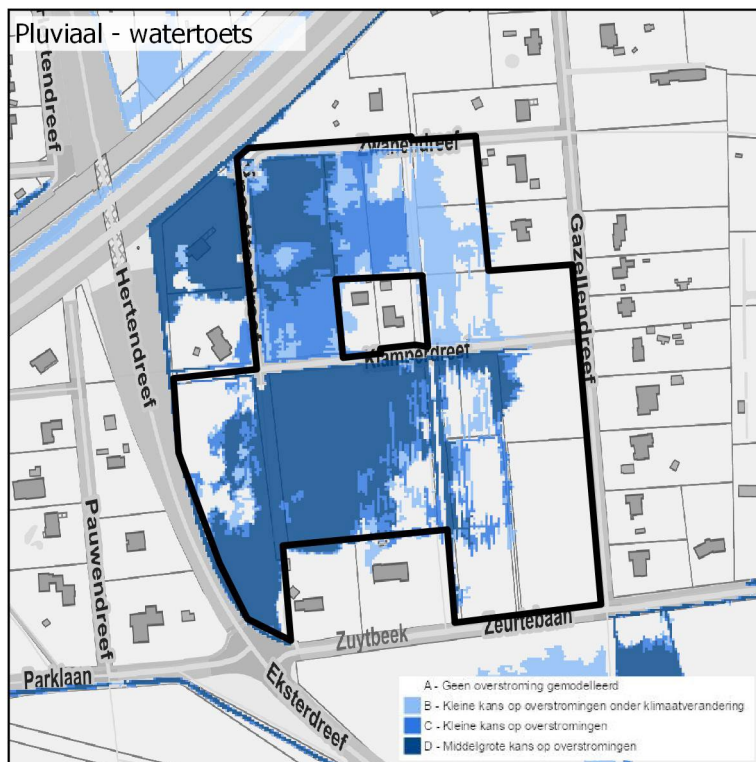 Pluviaal - watertoets
Hertendreef
Zwanendreef
Gazellendreef
Hertendreef
Klamperdreef
Pauwendreef
Zuytbeek
Zeurtebaan
Parklaan
Eksterdreef
A - Geen overstroming gemodelleerd
B - Kleine kans op overstromingen onder klimaatverandering
C - Kleine kans op overstromingen
D - Middelgrote kans op overstromingen